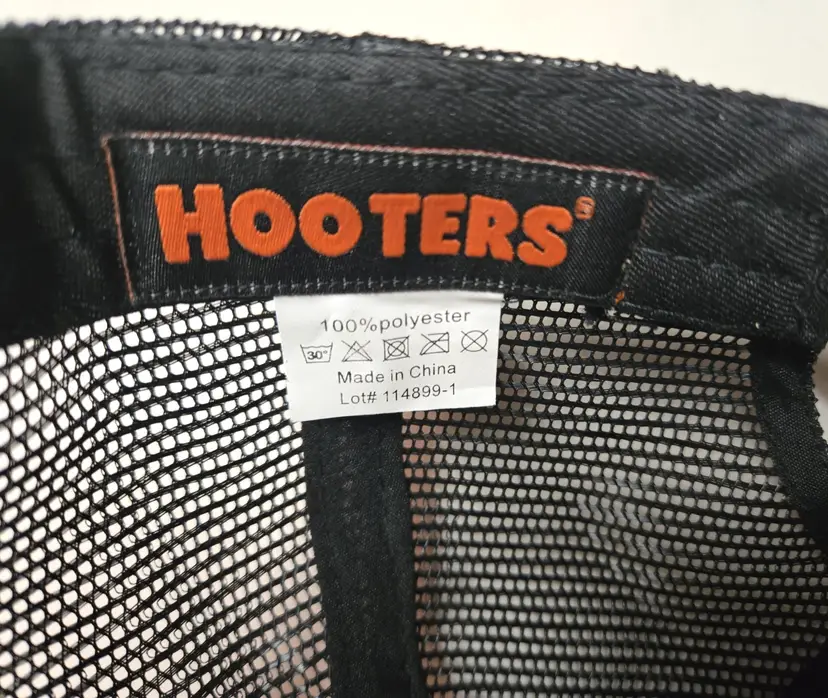 HOOTERS®
100%polyester
30°
Made in China
Lot# 114899-1